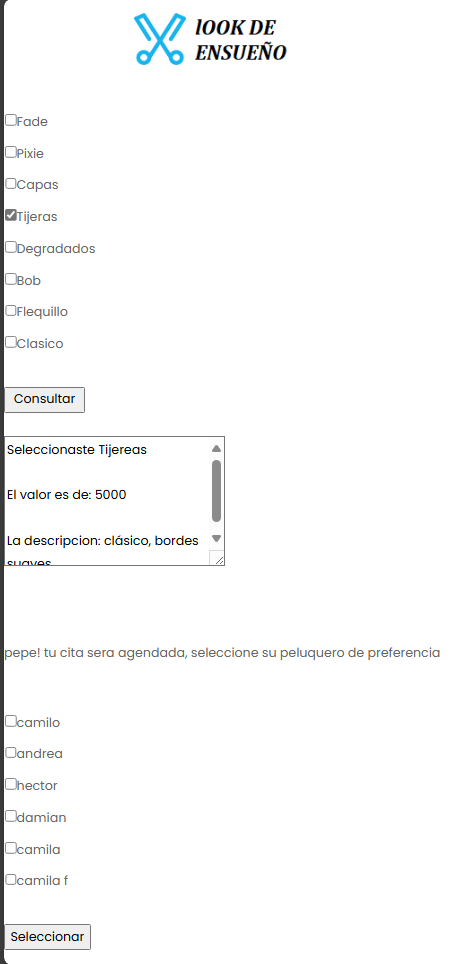 lOOK DE
ENSUEÑO
Fade
Pixie
Capas
Tijeras
Degradados
Bob
Flequillo
Clasico
Consultar
Seleccionaste Tijereas
El valor es de: 5000
La descripcion: clásico, bordes
suaves
pepe! tu cita sera agendada, seleccione su peluquero de preferencia
camilo
andrea
hector
damian
camila
camila f
Seleccionar